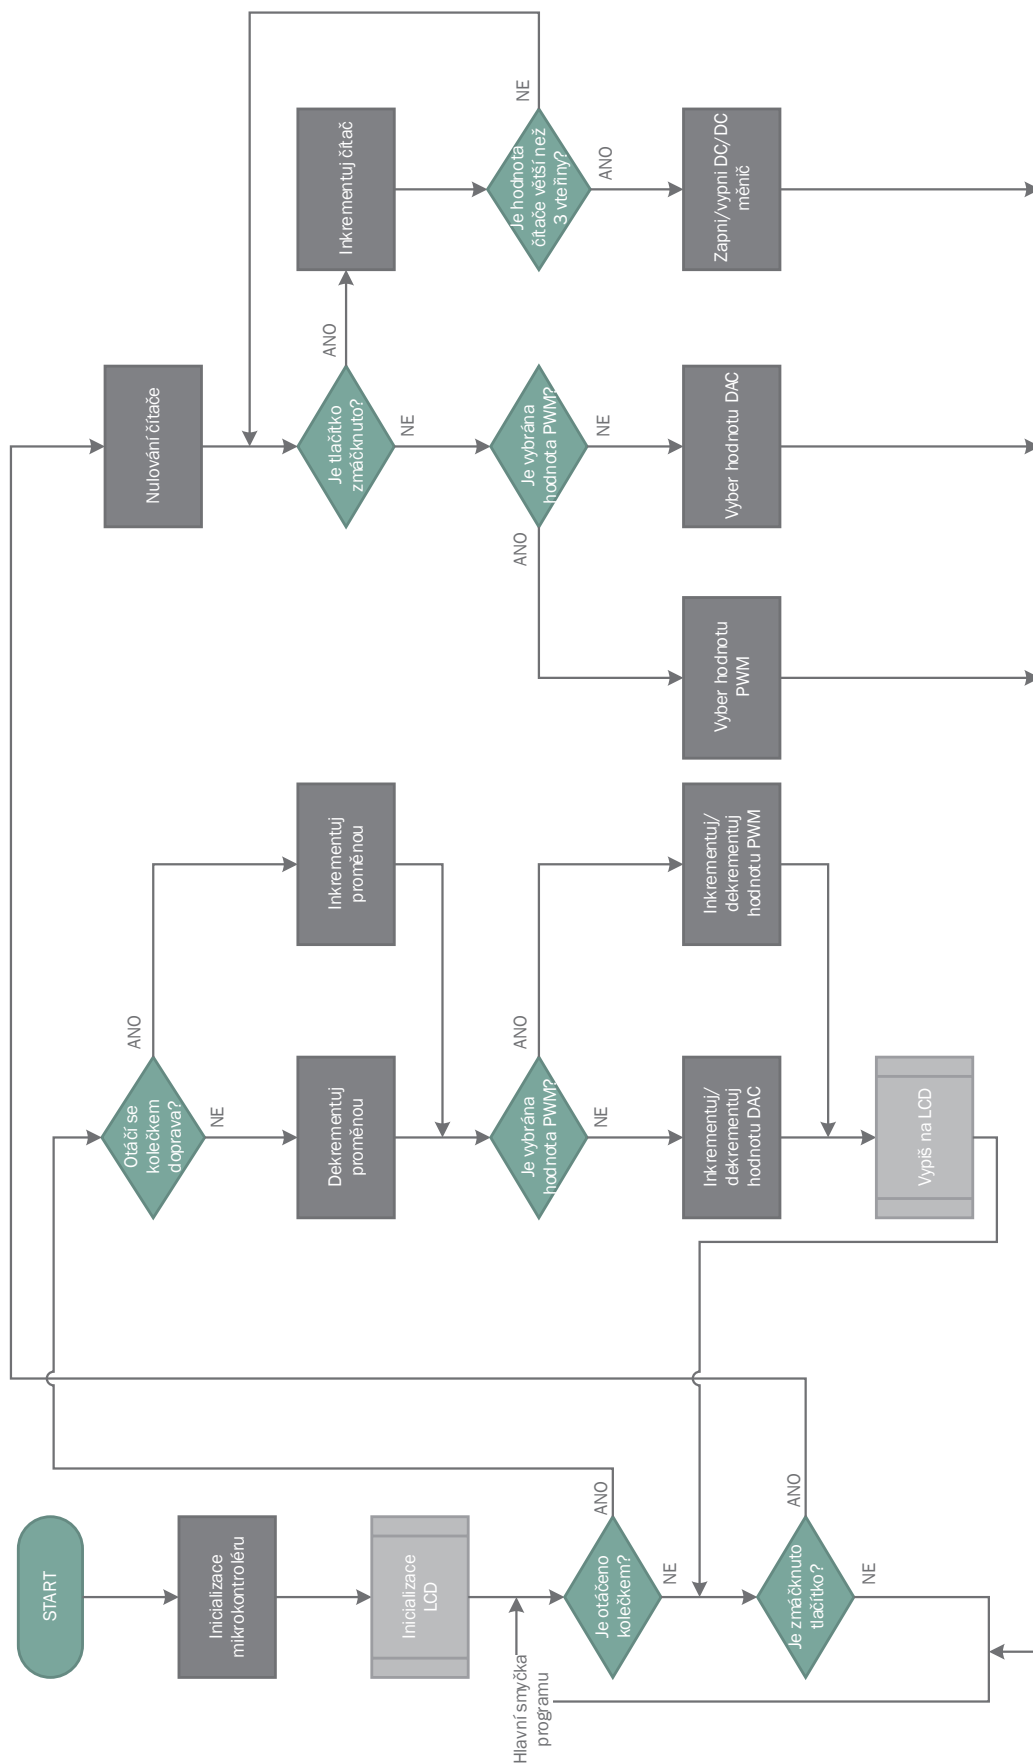 START
Inicializace
mikrokontroléru
Inicializace
LCD
Hlavní smyčka
programu
Je otáčeno
kolečkem?
ANO
NE
Je zmáčknuto
tlačítko?
ANO
NE
Otáčí se
kolečkem
doprava?
ANO
NE
Dekrementuj
proměnou
Inkrementuj
proměnou
Je vybrána
hodnota PWM?
ANO
NE
Inkrementuj/
dekrementuj
hodnotu DAC
Inkrementuj/
dekrementuj
hodnotu PWM
Vypiš na LCD
Nulování čítače
Je tlačítko
zmáčknuto?
ANO
NE
Inkrementuj čítač
Je hodnota
čítače větší než
3 vteřiny?
NE
ANO
Je vybrána
hodnota PWM?
ANO
NE
Vyber hodnotu
PWM
Vyber hodnotu DAC
Zapni/vypni DC/DC
měnič